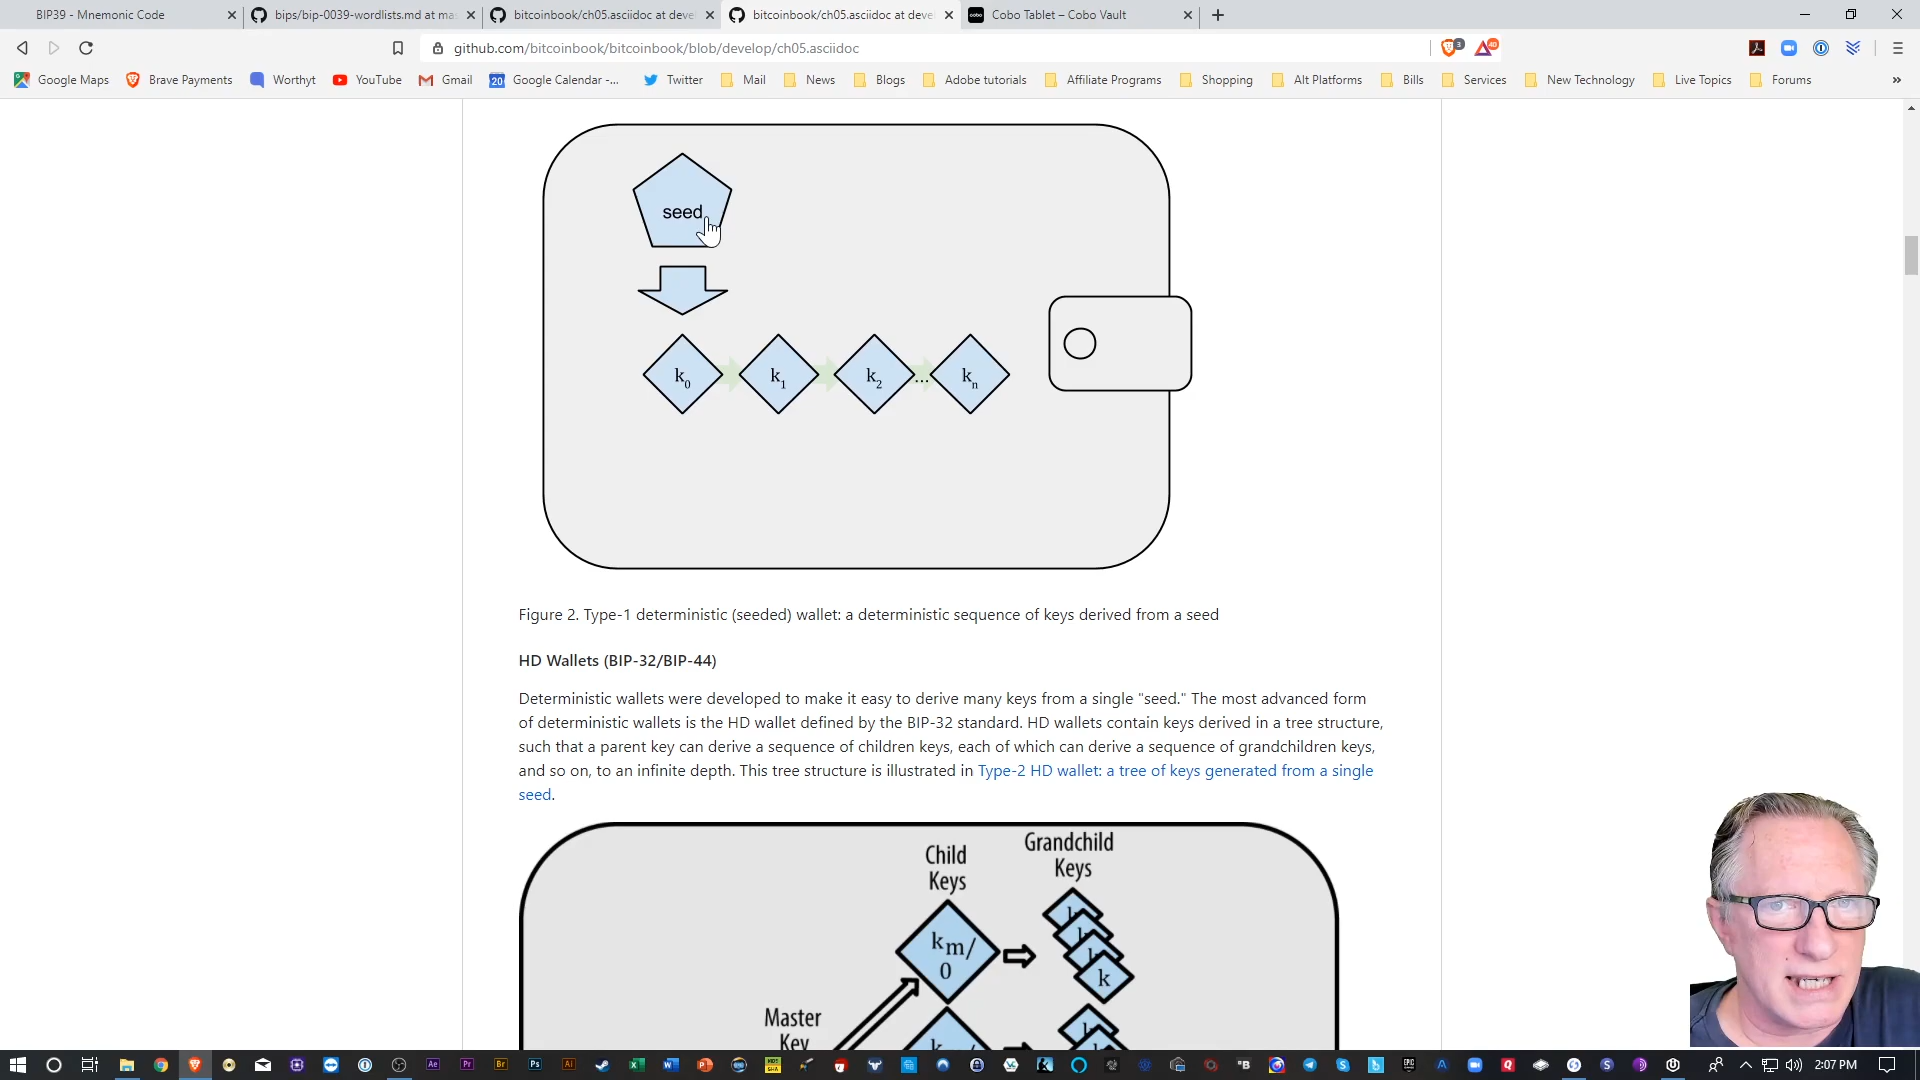 BIP39 - Mnemonic Code
bips/bip-0039-wordlists.md at mas
bitcoinbook/ch05.asciidoc at deve
bitcoinbook/ch05.asciidoc at deve
Cobo Tablet – Cobo Vault
github.com/bitcoinbook/bitcoinbook/blob/develop/ch05.asciidoc
Google Maps
Brave Payments
Worthyt
YouTube
Gmail
Google Calendar -...
Twitter
Mail
News
Blogs
Adobe tutorials
Affiliate Programs
Shopping
Alt Platforms
Bills
Services
New Technology
Live Topics
Forums
seed
k0
k1
k2
...
kn
Figure 2. Type-1 deterministic (seeded) wallet: a deterministic sequence of keys derived from a seed
HD Wallets (BIP-32/BIP-44)
Deterministic wallets were developed to make it easy to derive many keys from a single "seed." The most advanced form
of deterministic wallets is the HD wallet defined by the BIP-32 standard. HD wallets contain keys derived in a tree structure,
such that a parent key can derive a sequence of children keys, each of which can derive a sequence of grandchildren keys,
and so on, to an infinite depth. This tree structure is illustrated in Type-2 HD wallet: a tree of keys generated from a single
seed.
Child
Keys
Grandchild
Keys
km/
0
k
Master
Key
2:07 PM